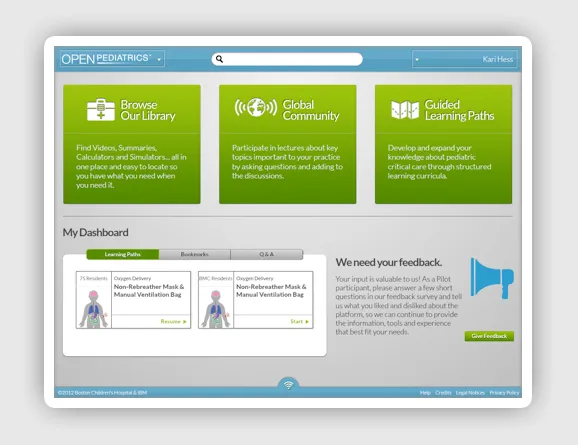 OPENPEDIATRICS™
Kari Hess
Browse
Our Library
Find Videos, Summaries,
Calculators and Simulators... all in
one place and easy to locate so
you have what you need when
you need it.
Global
Community
Participate in lectures about key
topics important to your practice
by asking questions and adding to
the discussions.
Guided
Learning Paths
Develop and expand your
knowledge about pediatric
critical care through structured
learning curricula.
My Dashboard
Learning Paths
Bookmarks
Q & A
7S Residents
Oxygen Delivery
Non-Rebreather Mask &
Manual Ventilation Bag
Resume
BMC Residents
Oxygen Delivery
Non-Rebreather Mask &
Manual Ventilation Bag
Start
We need your feedback.
Your input is valuable to us! As a Pilot
participant, please answer a few short
questions in our feedback survey and tell
us what you liked and disliked about the
platform, so we can continue to provide
the information, tools and experience
that best fit your needs.
Give Feedback
©2012 Boston Children's Hospital & IBM
Help Credits Legal Notices Privacy Policy